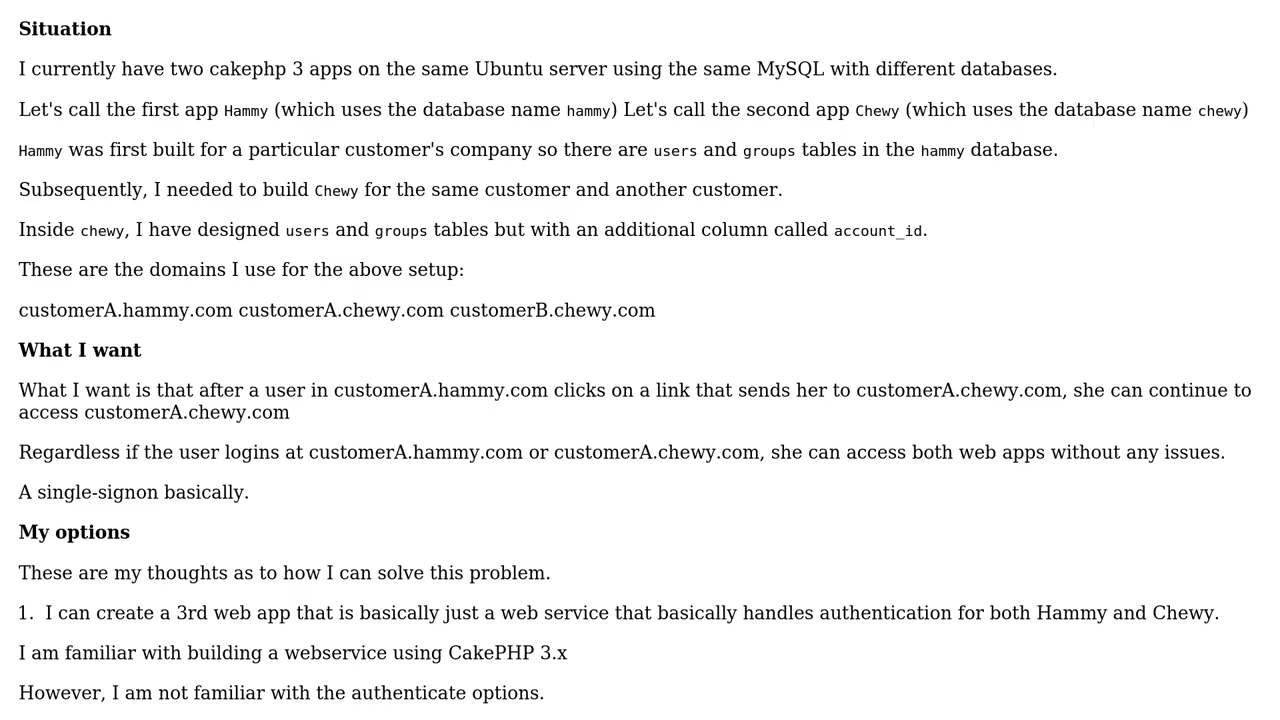 Situation
I currently have two cakephp 3 apps on the same Ubuntu server using the same MySQL with different databases.
Let's call the first app Hammy (which uses the database name hammy) Let's call the second app Chewy (which uses the database name chewy)
Hammy was first built for a particular customer's company so there are users and groups tables in the hammy database.
Subsequently, I needed to build Chewy for the same customer and another customer.
Inside chewy, I have designed users and groups tables but with an additional column called account_id.
These are the domains I use for the above setup:
customerA.hammy.com customerA.chewy.com customerB.chewy.com
What I want
What I want is that after a user in customerA.hammy.com clicks on a link that sends her to customerA.chewy.com, she can continue to
access customerA.chewy.com
Regardless if the user logins at customerA.hammy.com or customerA.chewy.com, she can access both web apps without any issues.
A single-signon basically.
My options
These are my thoughts as to how I can solve this problem.
1. I can create a 3rd web app that is basically just a web service that basically handles authentication for both Hammy and Chewy.
I am familiar with building a webservice using CakePHP 3.x
However, I am not familiar with the authenticate options.